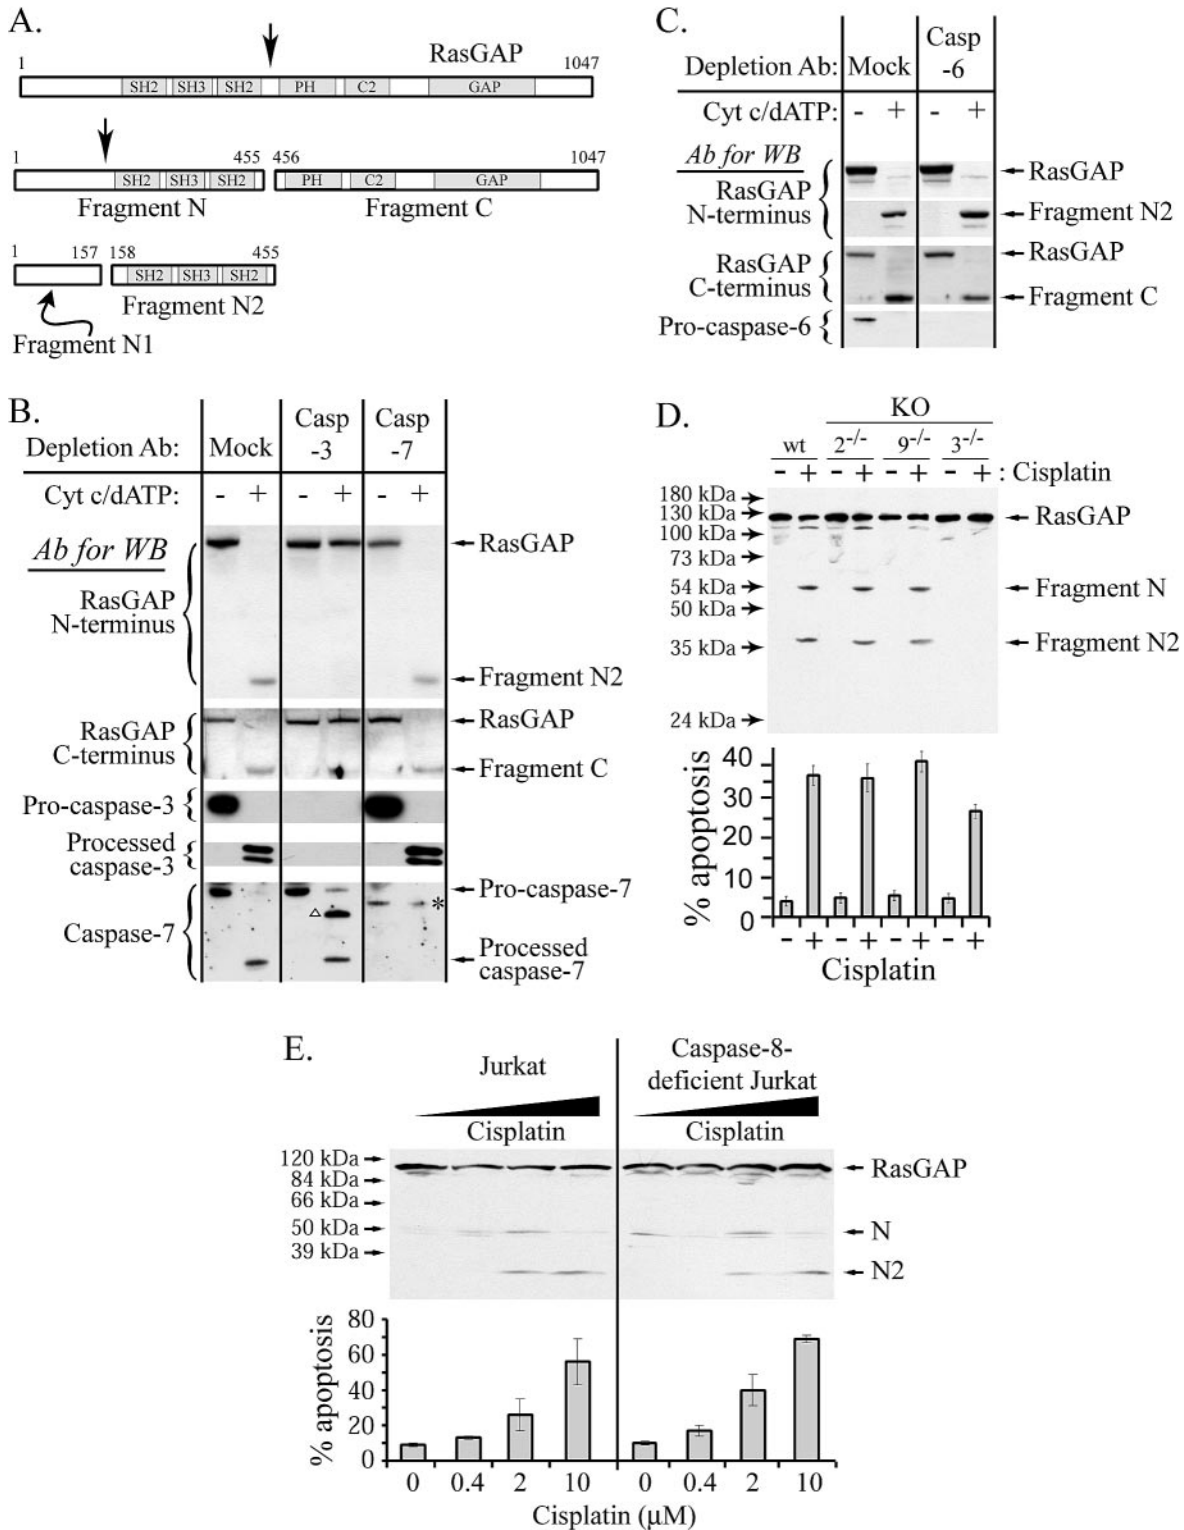 A.
RasGAP
1 1047
SH2 SH3 SH2 PH C2 GAP
1 455 456 1047
SH2 SH3 SH2 PH C2 GAP
Fragment N Fragment C
1 157 158 455
SH2 SH3 SH2
Fragment N2
Fragment N1
B.
Depletion Ab: Mock Casp -3 Casp -7
Cyt c/dATP: - + - + - +
Ab for WB
RasGAP N-terminus
RasGAP
Fragment N2
RasGAP C-terminus
RasGAP
Fragment C
Pro-caspase-3
Processed caspase-3
Caspase-7
Pro-caspase-7
*
Processed caspase-7
C.
Depletion Ab: Mock Casp -6
Cyt c/dATP: - + - +
Ab for WB
RasGAP N-terminus
RasGAP
Fragment N2
RasGAP C-terminus
RasGAP
Fragment C
Pro-caspase-6
D.
KO
wt 2-/- 9-/- 3-/-
- + - + - + - + : Cisplatin
180 kDa
130 kDa
RasGAP
100 kDa
73 kDa
54 kDa
Fragment N
50 kDa
35 kDa
Fragment N2
24 kDa
% apoptosis
40
30
20
10
0
- + - + - + - +
Cisplatin
E.
Jurkat
Caspase-8-
deficient Jurkat
Cisplatin Cisplatin
120 kDa
RasGAP
84 kDa
66 kDa
50 kDa
N
39 kDa
N2
% apoptosis
80
60
40
20
0
0 0.4 2 10 0 0.4 2 10
Cisplatin (μM)